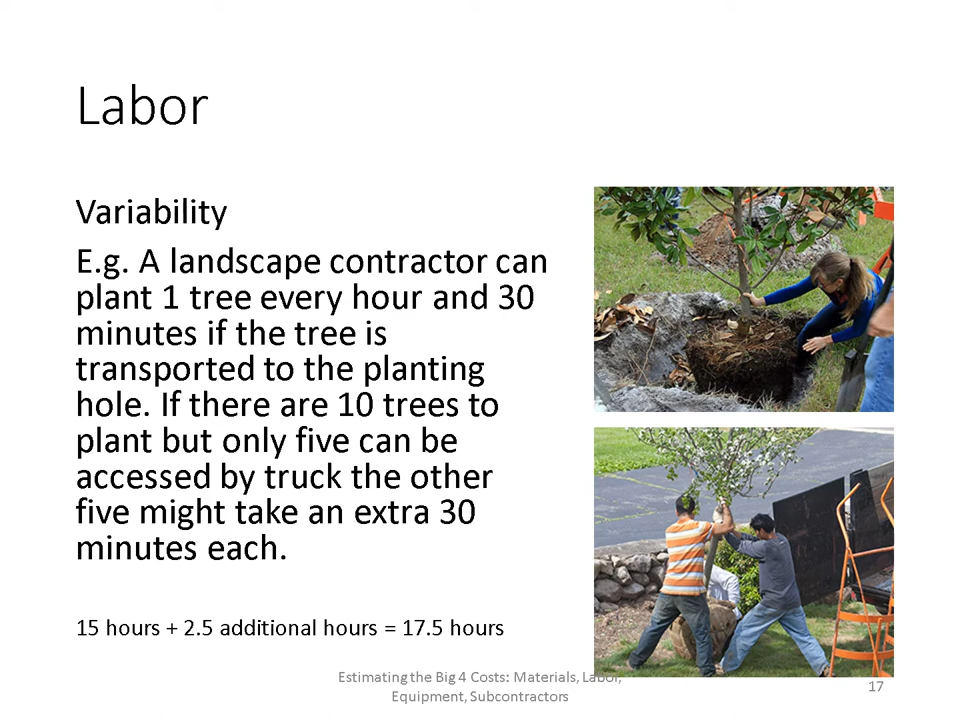 Labor
Variability
E.g. A landscape contractor can
plant 1 tree every hour and 30
minutes if the tree is
transported to the planting
hole. If there are 10 trees to
plant but only five can be
accessed by truck the other
five might take an extra 30
minutes each.
15 hours + 2.5 additional hours = 17.5 hours
Estimating the Big 4 Costs: Materials, Labor,
Equipment, Subcontractors
17